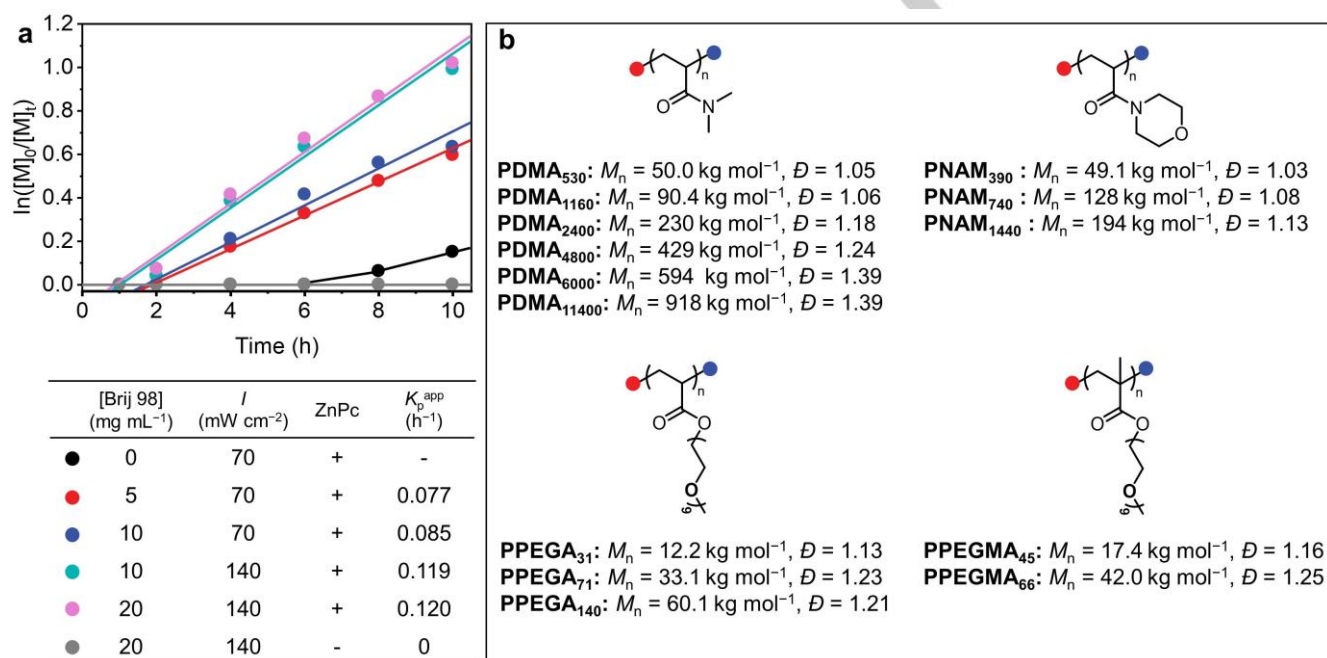 a
1.2
1.0
0.8
0.6
0.4
0.2
0.0
ln([M]₀/[M]ₜ)
0 2 4 6 8 10
Time (h)
[Brij 98] (mg mL⁻¹) I (mW cm⁻²) ZnPc Kₚᵃᵖᵖ (h⁻¹)
0 70 + -
5 70 + 0.077
10 70 + 0.085
10 140 + 0.119
20 140 + 0.120
20 140 - 0
b
n
O N
PDMA₅₃₀: Mₙ = 50.0 kg mol⁻¹, Đ = 1.05
PDMA₁₁₆₀: Mₙ = 90.4 kg mol⁻¹, Đ = 1.06
PDMA₂₄₀₀: Mₙ = 230 kg mol⁻¹, Đ = 1.18
PDMA₄₈₀₀: Mₙ = 429 kg mol⁻¹, Đ = 1.24
PDMA₆₀₀₀: Mₙ = 594 kg mol⁻¹, Đ = 1.39
PDMA₁₁₄₀₀: Mₙ = 918 kg mol⁻¹, Đ = 1.39
n
O N
O
PNAM₃₉₀ : Mₙ = 49.1 kg mol⁻¹, Đ = 1.03
PNAM₇₄₀ : Mₙ = 128 kg mol⁻¹, Đ = 1.08
PNAM₁₄₄₀ : Mₙ = 194 kg mol⁻¹, Đ = 1.13
n
O O
O
9
PPEGA₃₁: Mₙ = 12.2 kg mol⁻¹, Đ = 1.13
PPEGA₇₁: Mₙ = 33.1 kg mol⁻¹, Đ = 1.23
PPEGA₁₄₀: Mₙ = 60.1 kg mol⁻¹, Đ = 1.21
n
O O
O
9
PPEGMA₄₅: Mₙ = 17.4 kg mol⁻¹, Đ = 1.16
PPEGMA₆₆: Mₙ = 42.0 kg mol⁻¹, Đ = 1.25